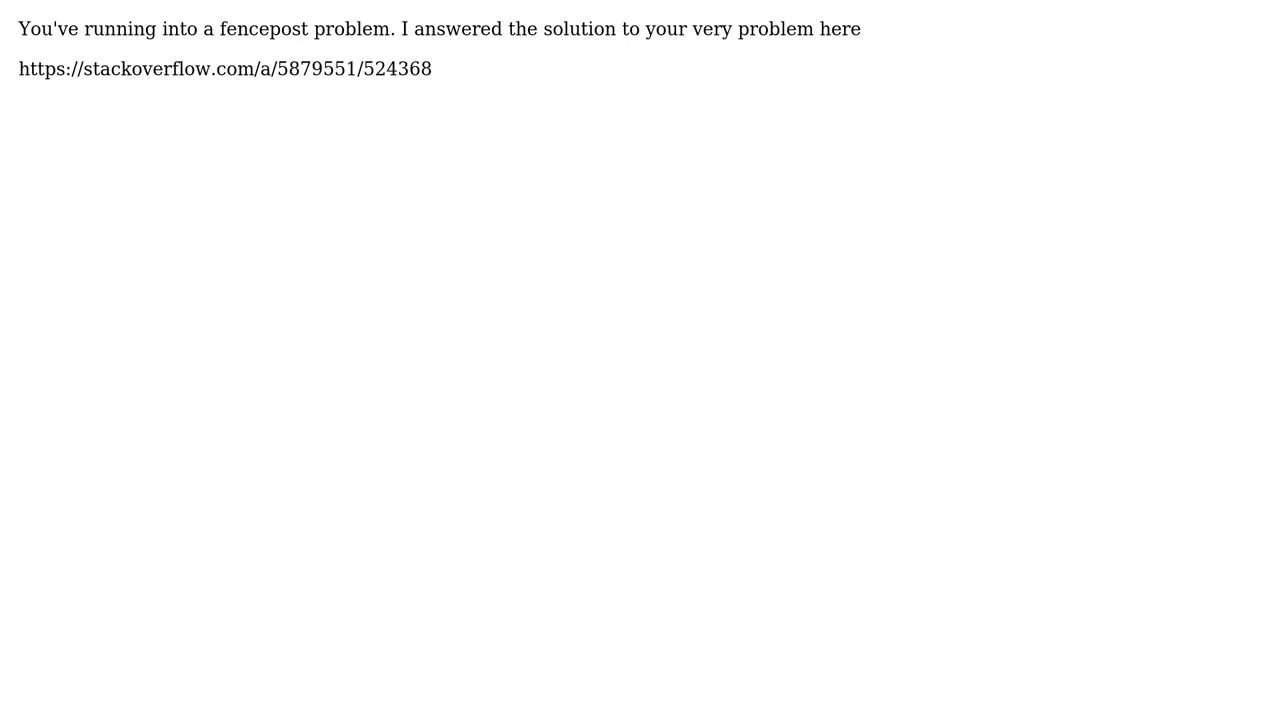 You've running into a fencepost problem. I answered the solution to your very problem here
https://stackoverflow.com/a/5879551/524368